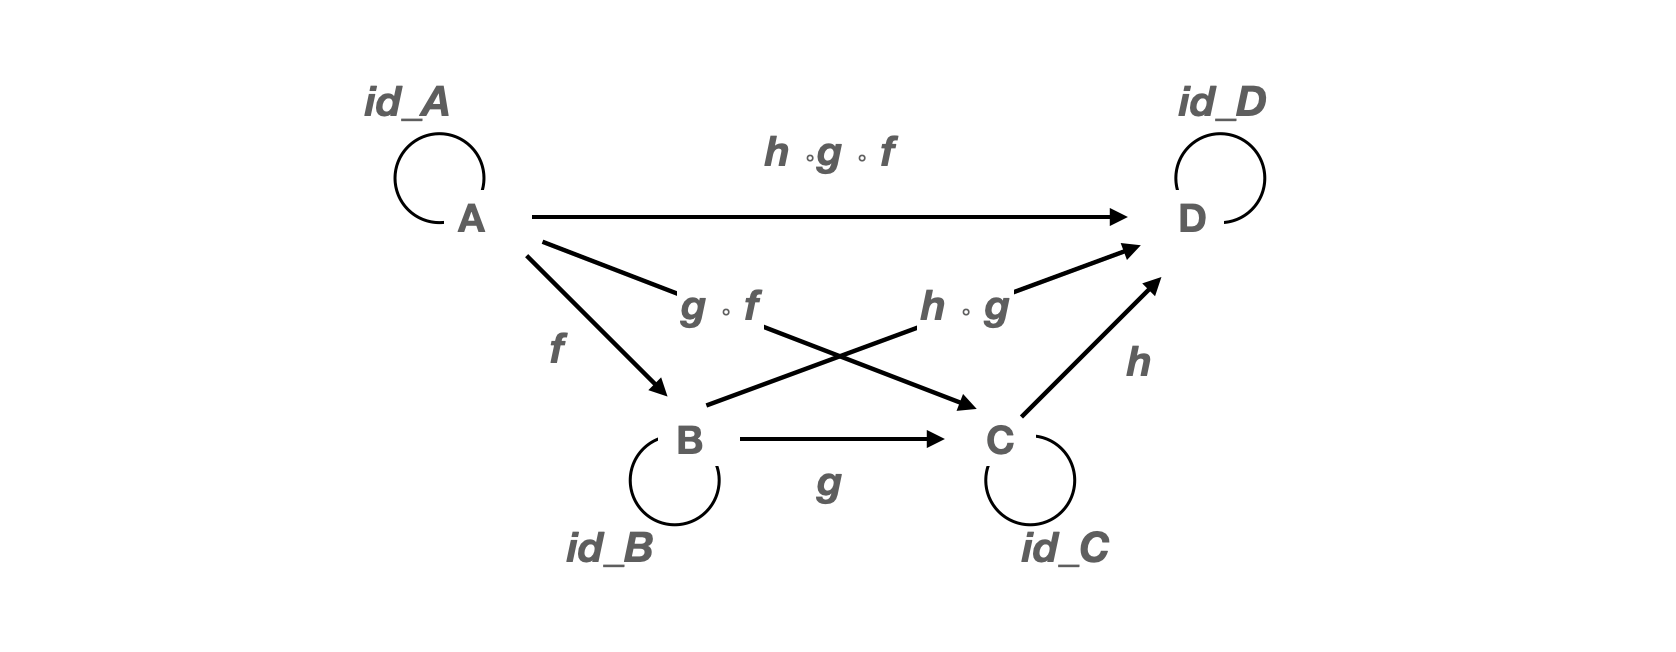 id_A
id_D
h ∘g ∘ f
A
D
g ∘ f
h ∘ g
f
h
B
C
g
id_B
id_C